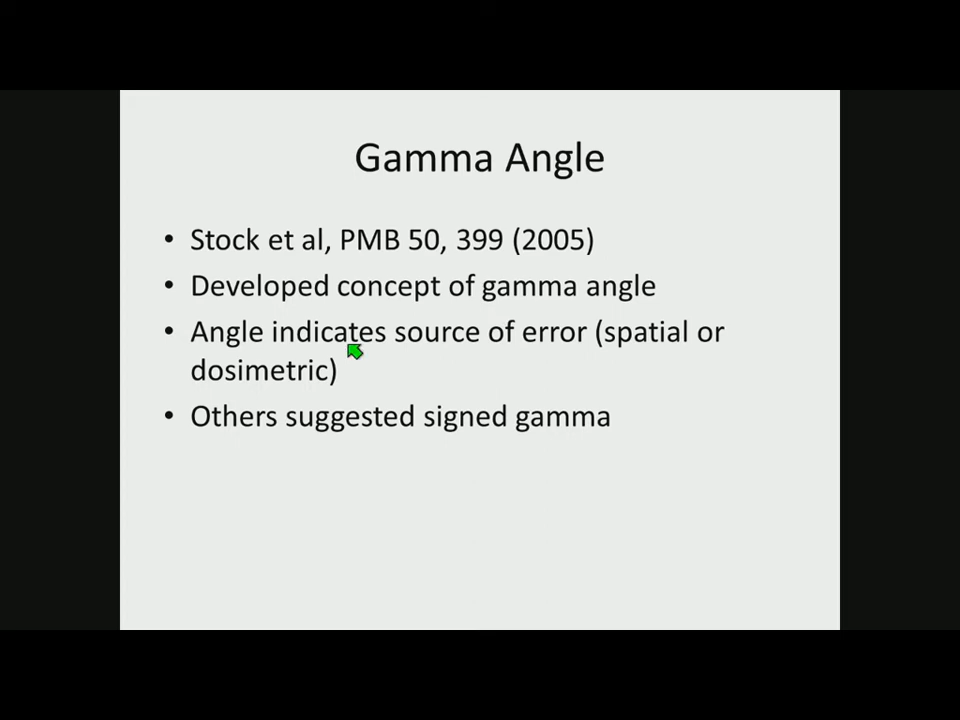 Gamma Angle
• Stock et al, PMB 50, 399 (2005)
• Developed concept of gamma angle
• Angle indicates source of error (spatial or
dosimetric)
• Others suggested signed gamma